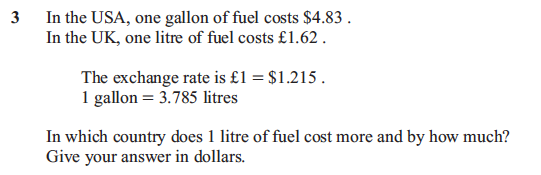 3 In the USA, one gallon of fuel costs $4.83 .
In the UK, one litre of fuel costs £1.62 .
The exchange rate is £1 = $1.215 .
1 gallon = 3.785 litres
In which country does 1 litre of fuel cost more and by how much?
Give your answer in dollars.